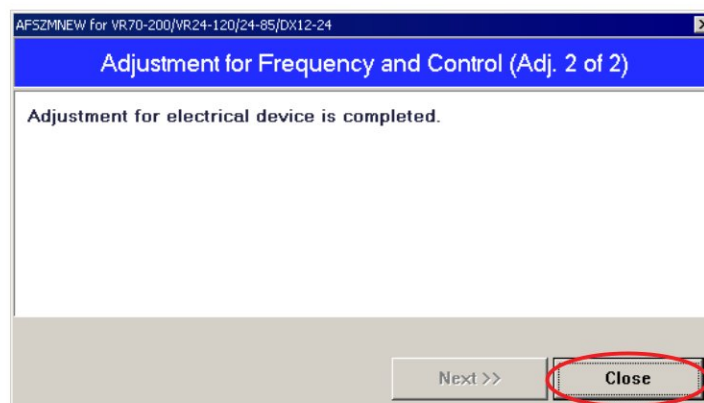 AFSZMNEW for VR70-200/VR24-120/24-85/DX12-24
Adjustment for Frequency and Control (Adj. 2 of 2)
Adjustment for electrical device is completed.
Next >>
Close